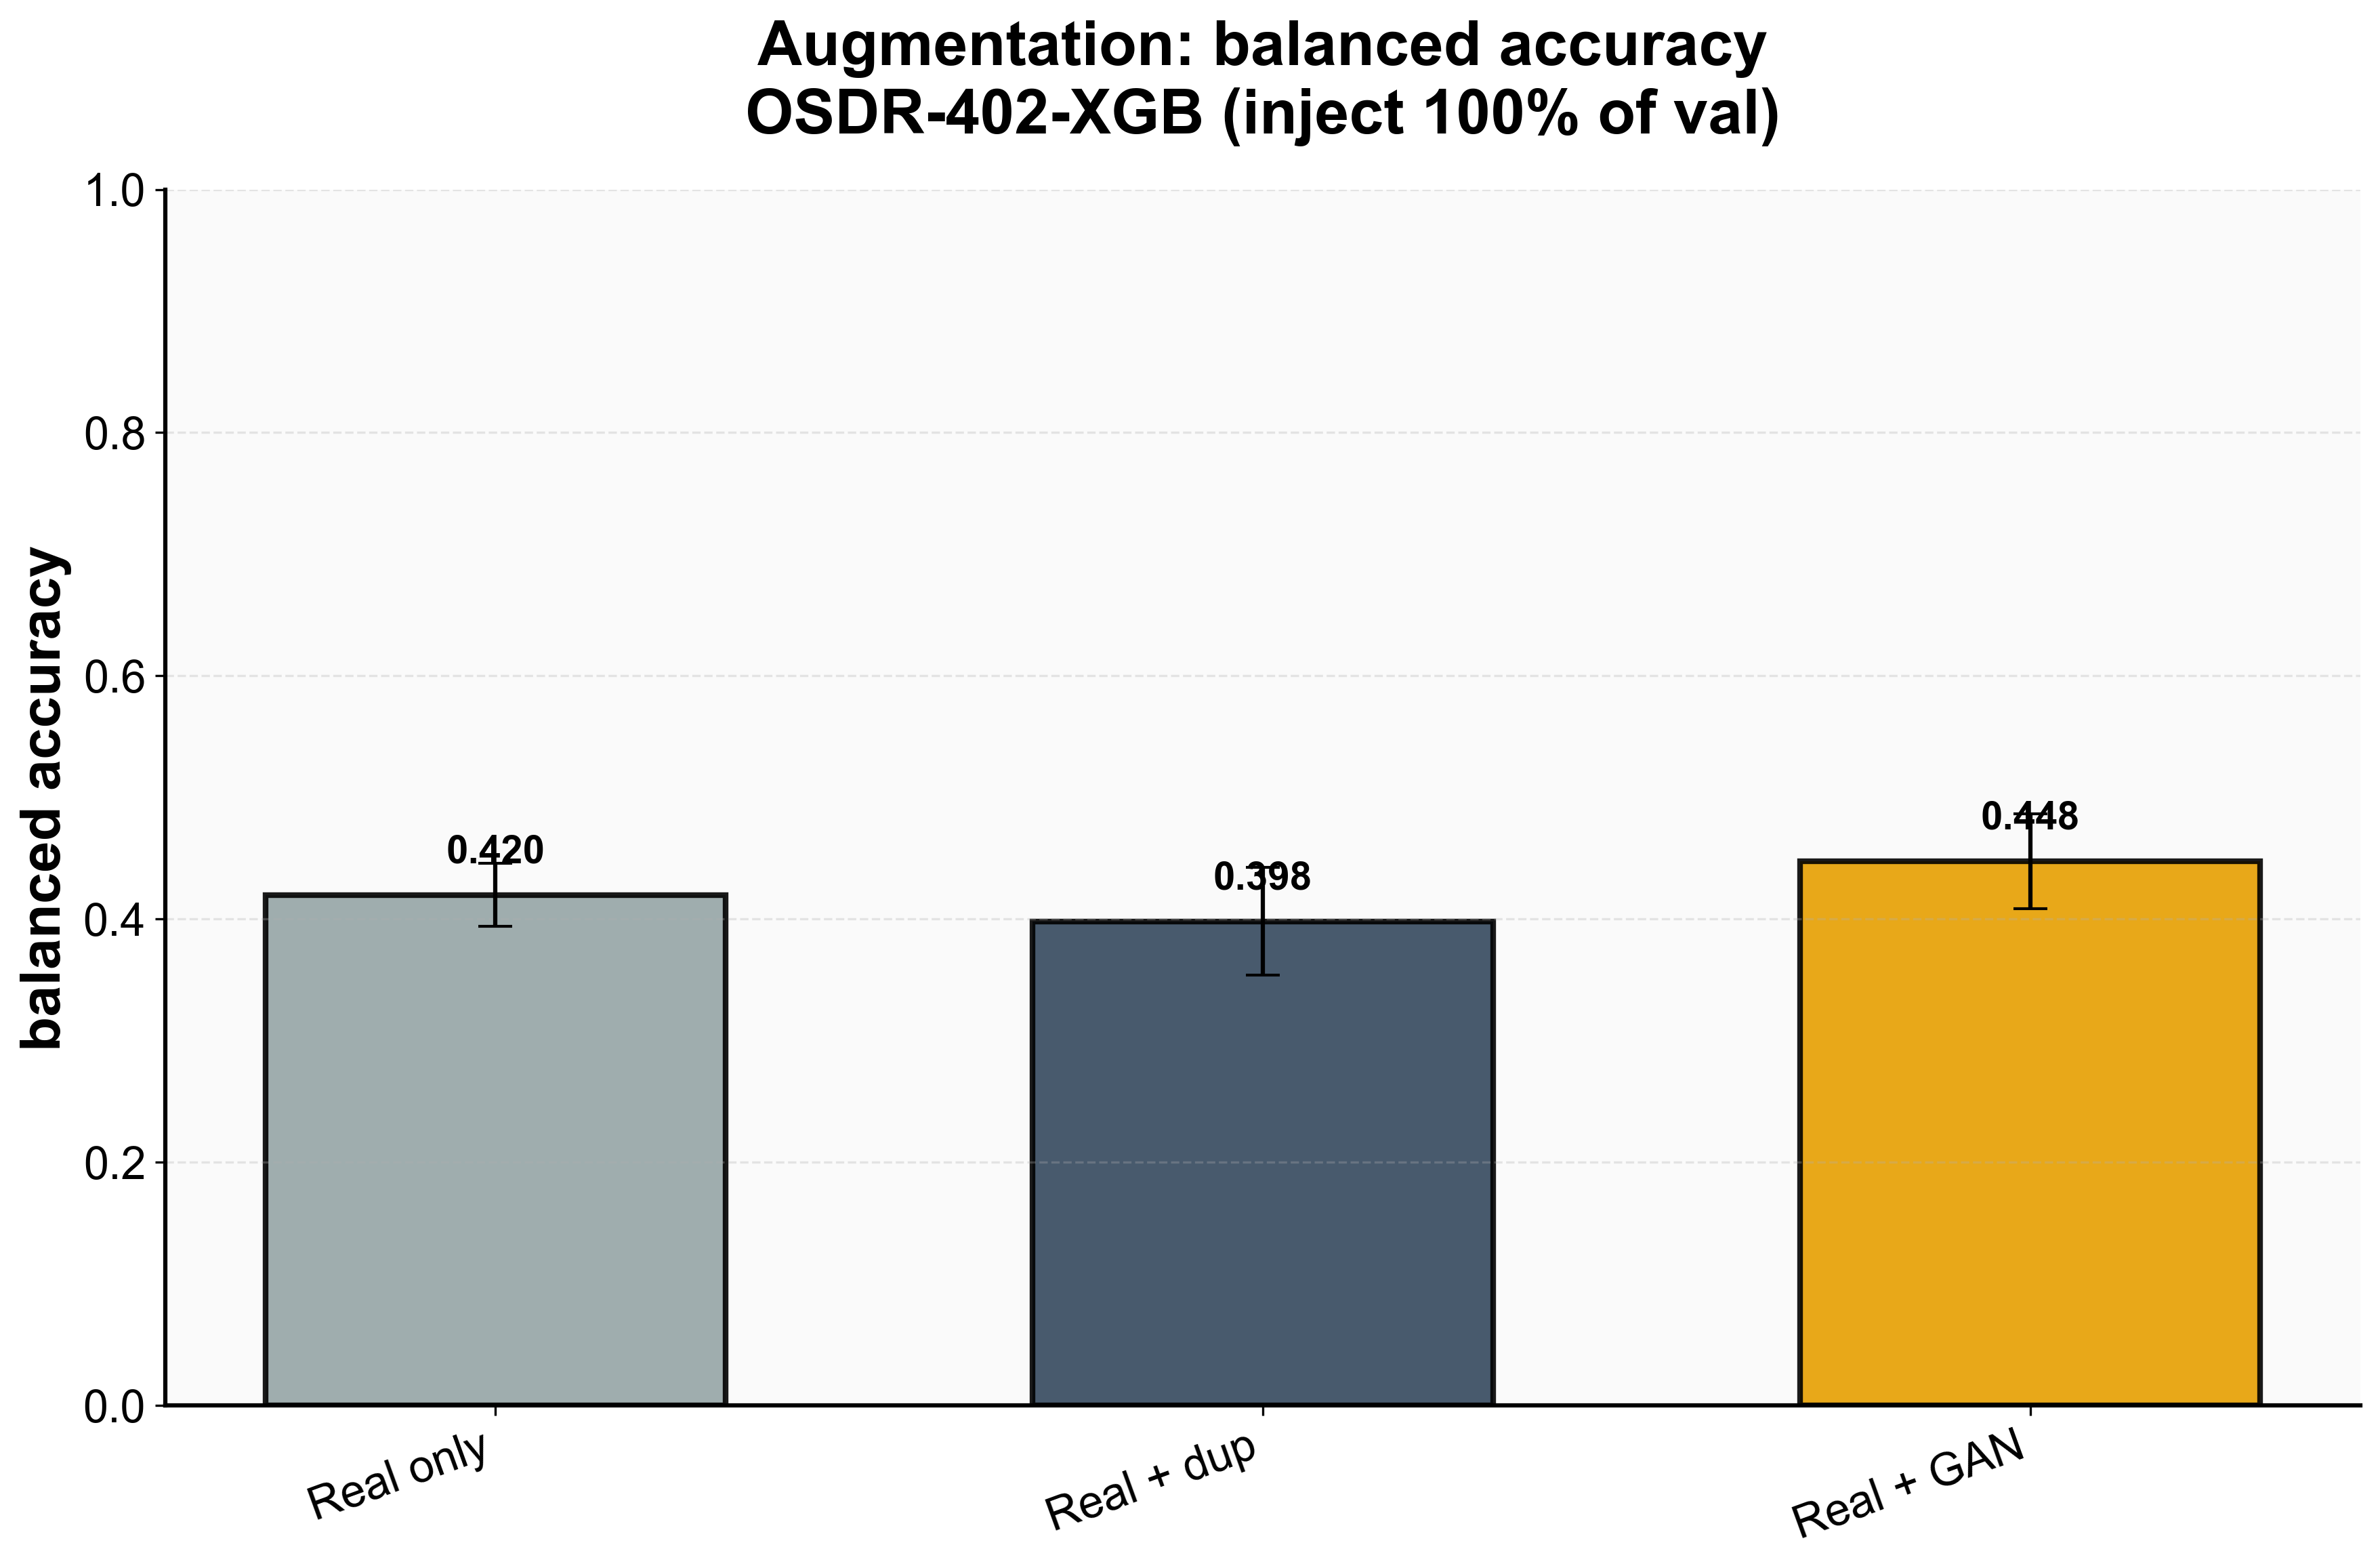 Augmentation: balanced accuracy
OSDR-402-XGB (inject 100% of val)
balanced accuracy
1.0
0.8
0.6
0.4
0.2
0.0
0.420
0.398
0.448
Real only
Real + dup
Real + GAN